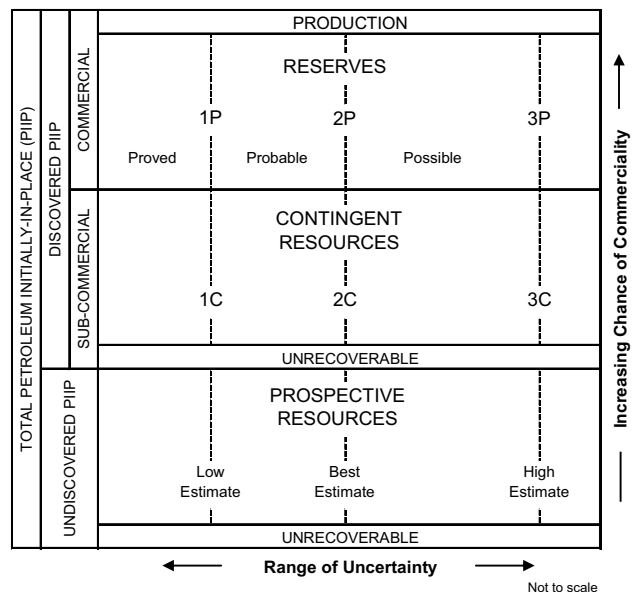 PRODUCTION
RESERVES
1P 2P 3P
Proved Probable Possible
CONTINGENT
RESOURCES
1C 2C 3C
UNRECOVERABLE
PROSPECTIVE
RESOURCES
Low Best High
Estimate Estimate Estimate
UNRECOVERABLE
TOTAL PETROLEUM INITIALLY-IN-PLACE (PIIP)
DISCOVERED PIIP
UNDISCOVERED PIIP
COMMERCIAL
SUB-COMMERCIAL
Increasing Chance of Commerciality
Range of Uncertainty
Not to scale